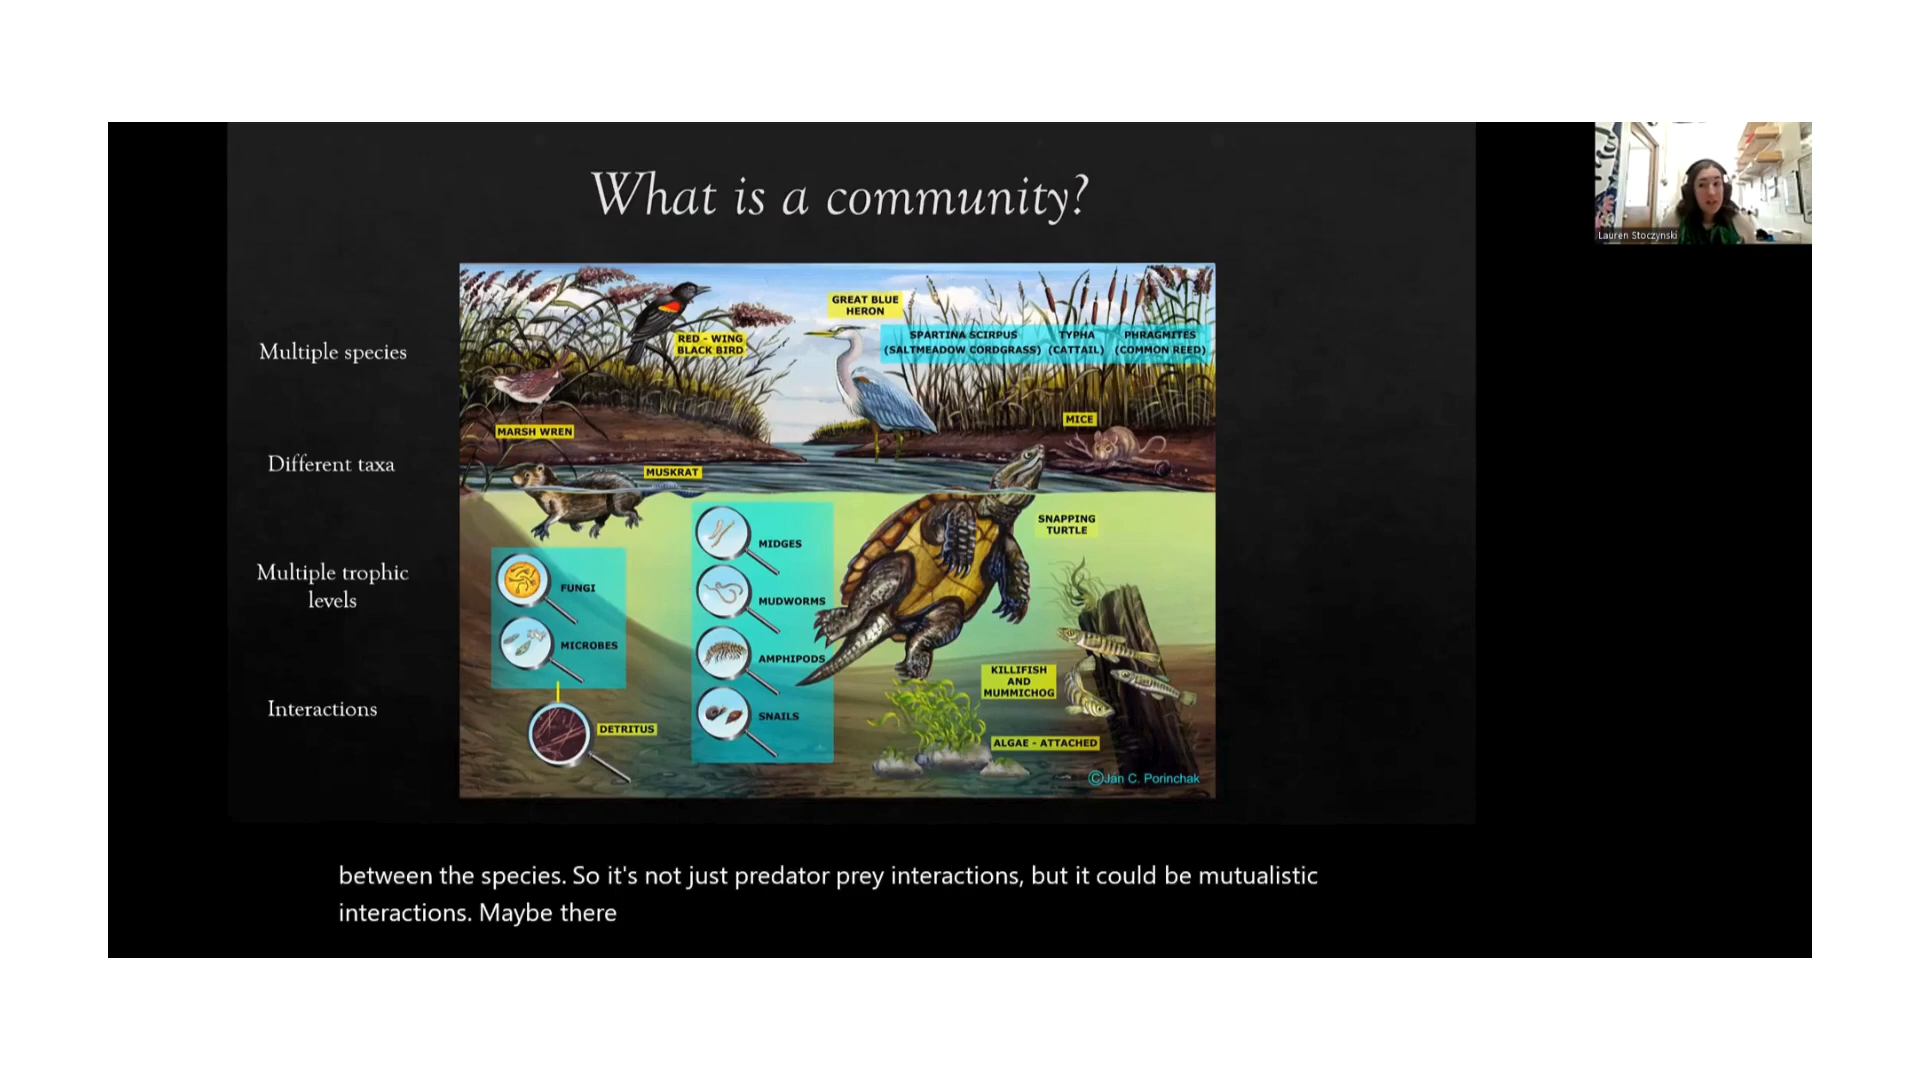 What is a community?
Lauren Stoczynski
Multiple species
Different taxa
Multiple trophic
levels
Interactions
RED - WING
BLACK BIRD
GREAT BLUE
HERON
SPARTINA SCIRPUS
(SALTMEADOW CORDGRASS)
TYPHA
(CATTAIL)
PHRAGMITES
(COMMON REED)
MARSH WREN
MICE
MUSKRAT
SNAPPING
TURTLE
MIDGES
MUDWORMS
AMPHIPODS
SNAILS
FUNGI
MICROBES
DETRITUS
KILLIFISH
AND
MUMMICHOG
ALGAE - ATTACHED
©Jan C. Porinchak
between the species. So it's not just predator prey interactions, but it could be mutualistic
interactions. Maybe there